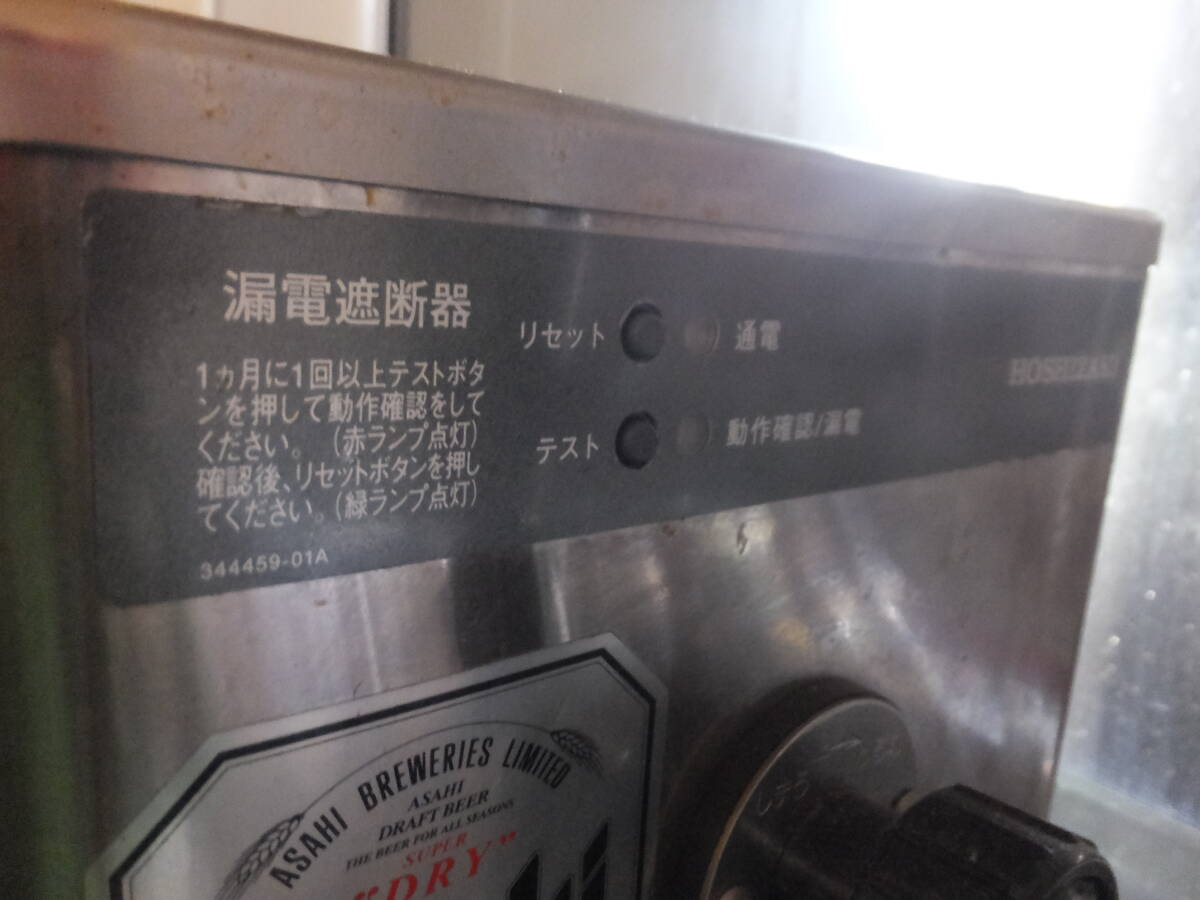 漏電遮断器
1ヵ月に1回以上テストボタ
ンを押して動作確認をして
ください。(赤ランプ点灯)
確認後、リセットボタンを押し
てください。(緑ランプ点灯)
344459-01A
リセット
通電
テスト
動作確認/漏電
HOSHIZAKI
ASAHI BREWERIES LIMITED
ASAHI
DRAFT BEER
THE BEER FOR ALL SEASONS
SUPER
"DRY"